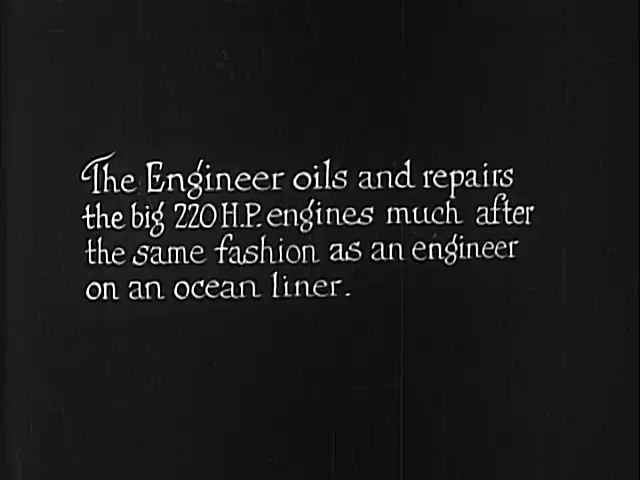 The Engineer oils and repairs
the big 220 H.P. engines much after
the same fashion as an engineer
on an ocean liner.